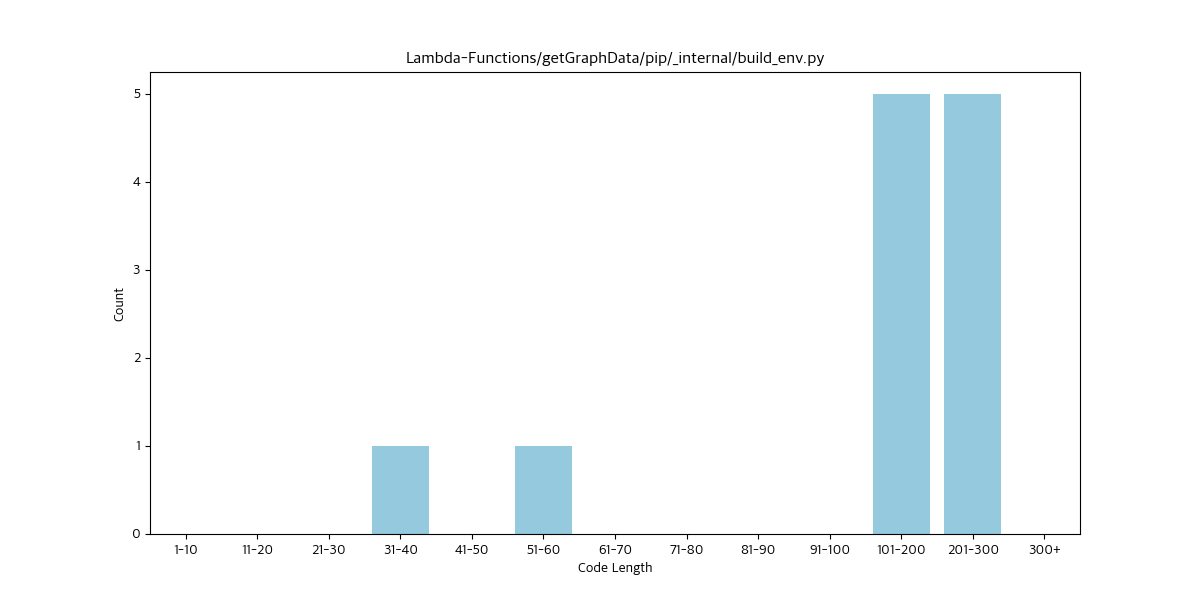 Lambda-Functions/getGraphData/pip/_internal/build_env.py
5
4
3
2
1
0
Count
1-10 11-20 21-30 31-40 41-50 51-60 61-70 71-80 81-90 91-100 101-200 201-300 300+
Code Length